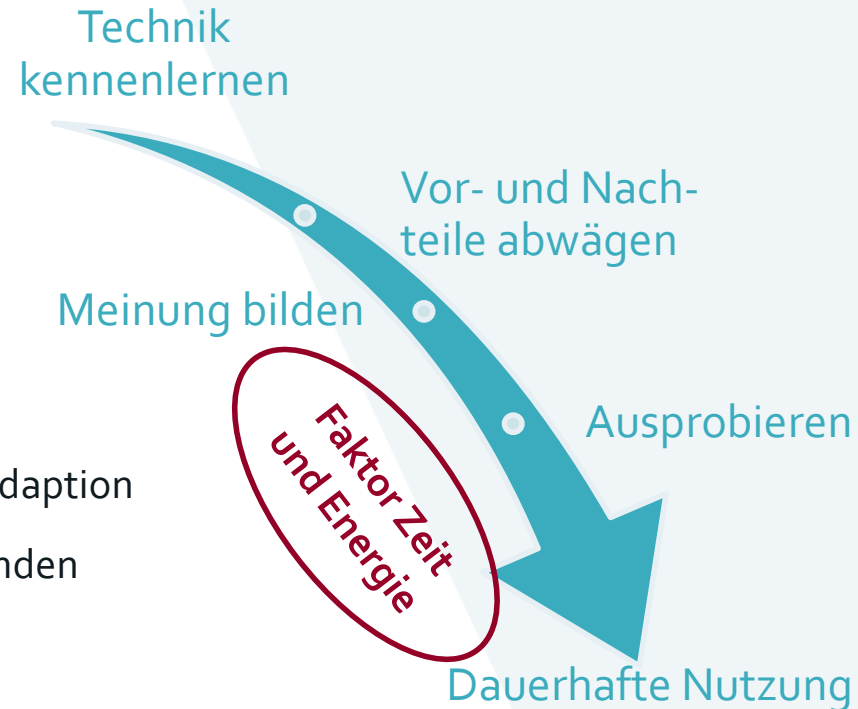 Technik
kennenlernen
Vor- und Nach-
teile abwägen
Meinung bilden
Ausprobieren
Faktor Zeit
und Energie
daption
nden
Dauerhafte Nutzung